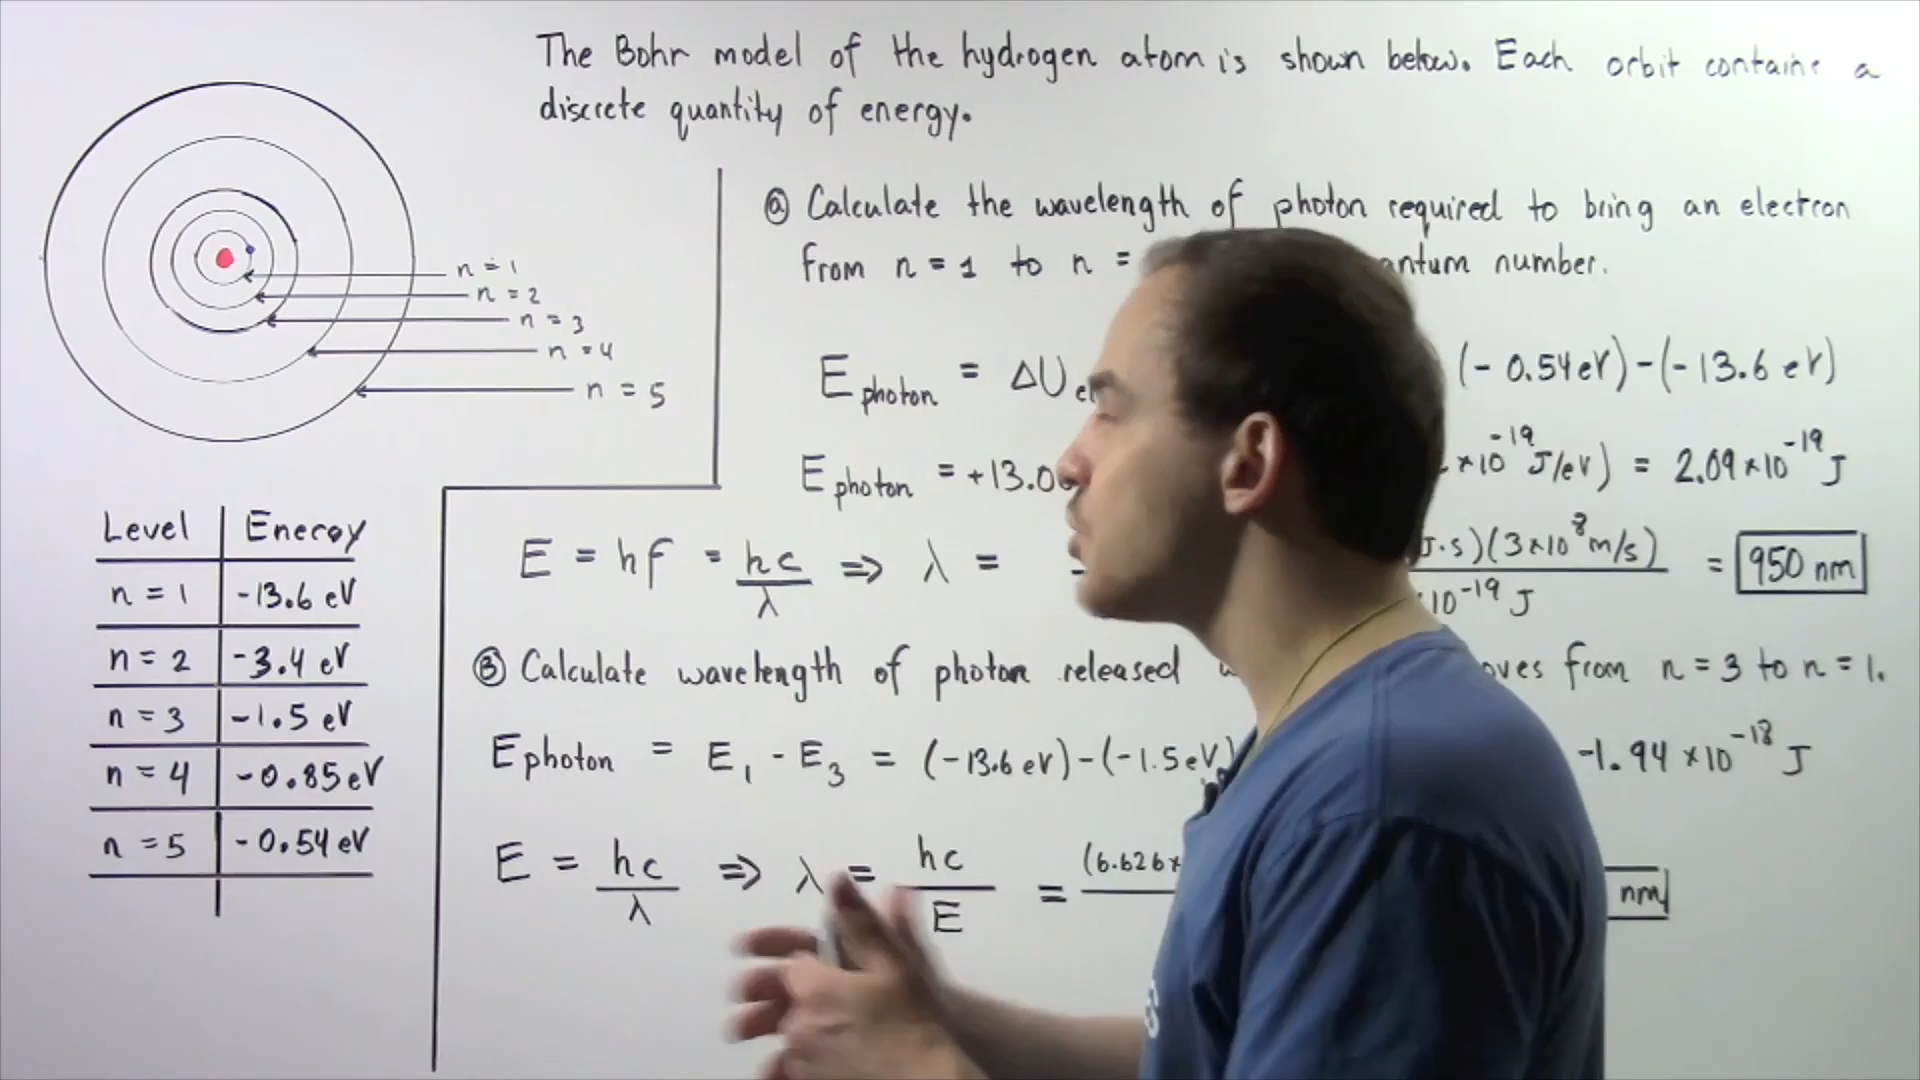 The Bohr model of the hydrogen atom is shown below. Each orbit contains a
discrete quantity of energy.
n = 1
n = 2
n = 3
n = 4
n = 5
Level Energy
n = 1 -13.6 eV
n = 2 -3.4 eV
n = 3 -1.5 eV
n = 4 -0.85 eV
n = 5 -0.54 eV
ⓐ Calculate the wavelength of photon required to bring an electron
from n = 1 to n = number.
E photon = ΔU (-0.54 eV) - (-13.6 eV)
E photon = +13.0 ×10⁻¹⁹ J/eV) = 2.09×10⁻¹⁹ J
E = hf = hc/λ ⇒ λ = J·s)(3×10⁸ m/s) / 10⁻¹⁹ J = 950 nm
Ⓑ Calculate wavelength of photon released from n = 3 to n = 1.
E photon = E₁ - E₃ = (-13.6 eV) - (-1.5 eV -1.94 ×10⁻¹⁸ J
E = hc/λ ⇒ λ = hc/E = (6.626× nm